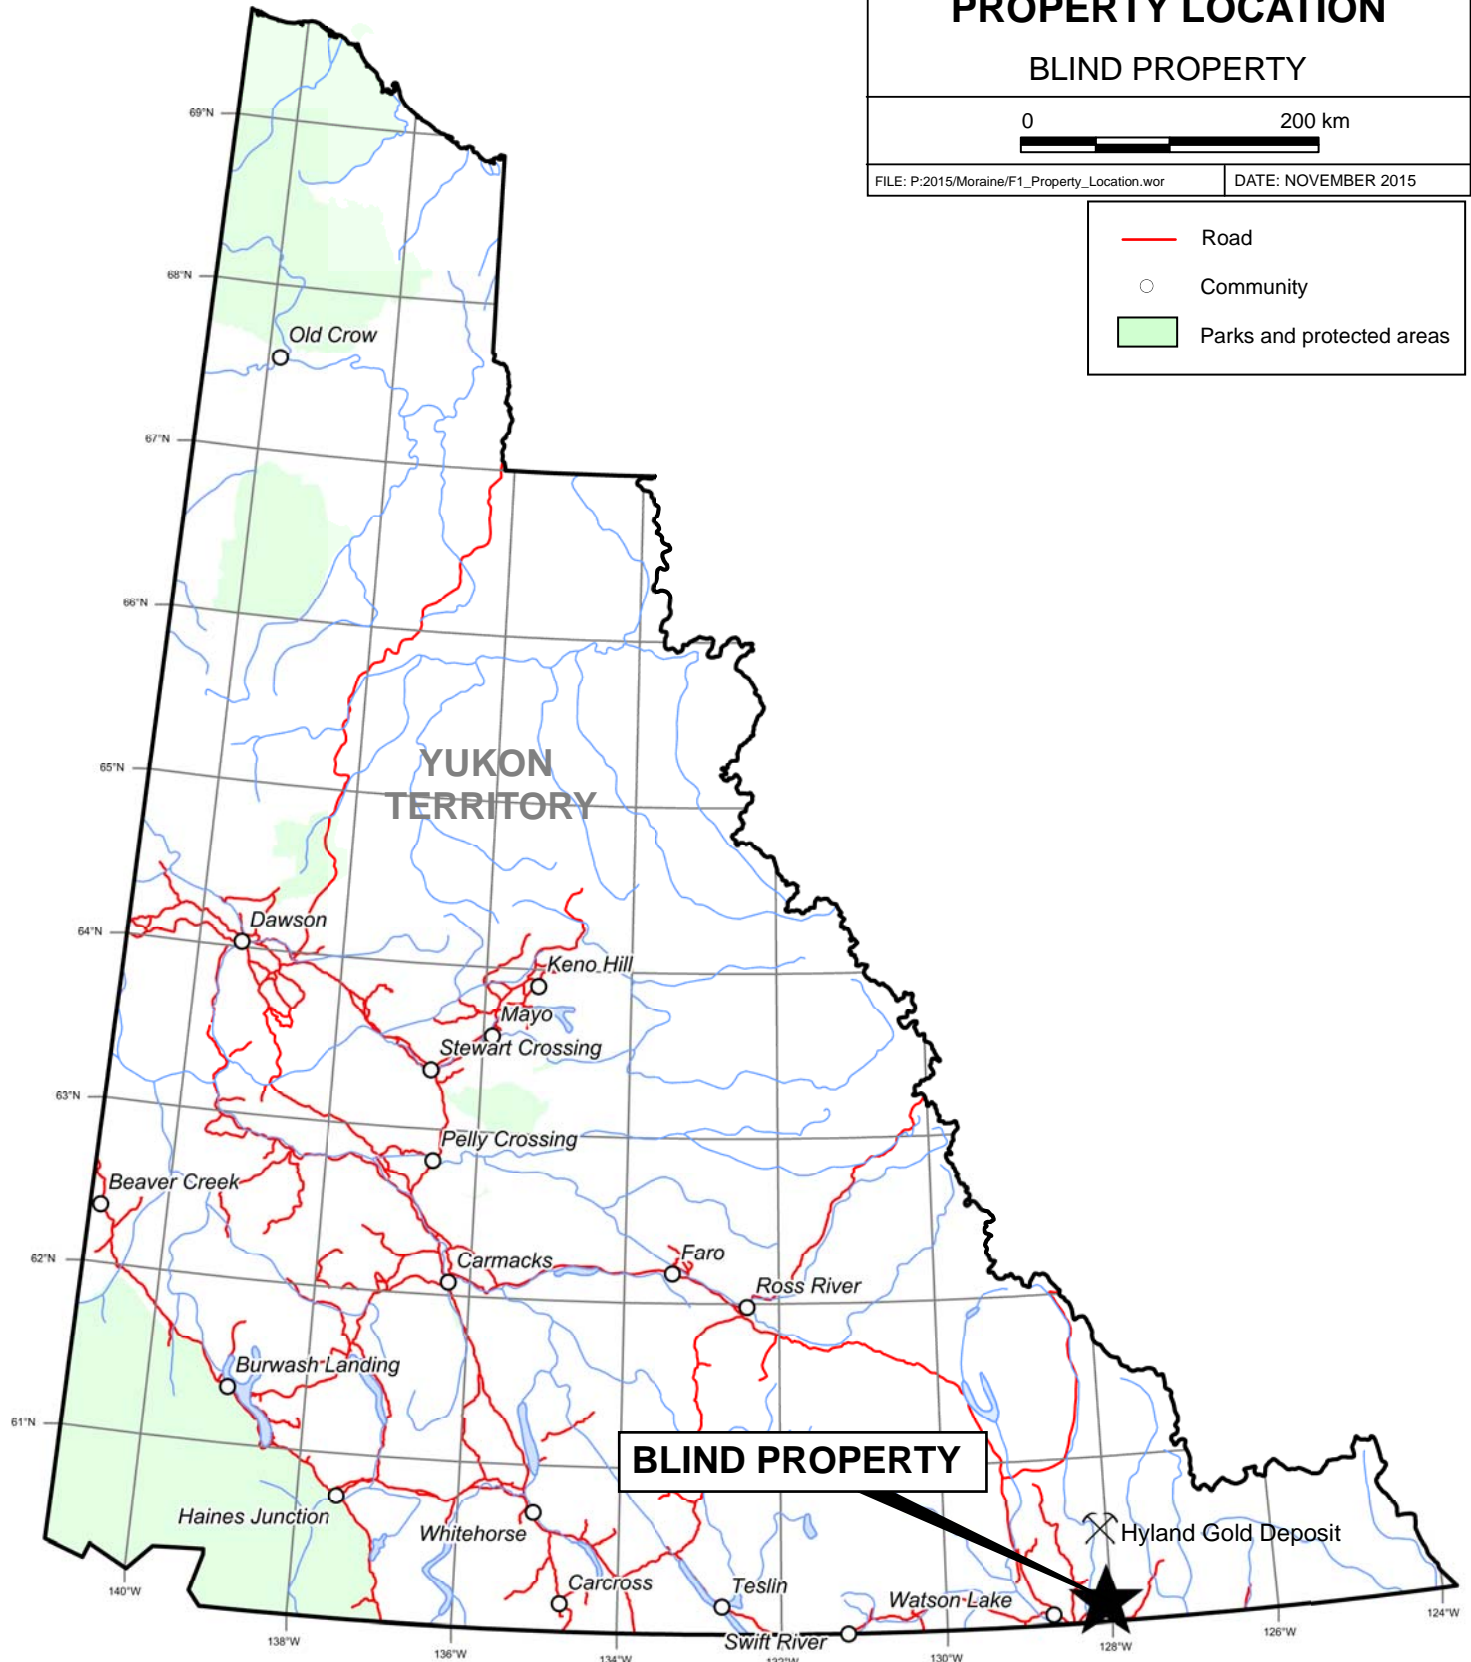 PROPERTY LOCATION
BLIND PROPERTY
0 200 km
FILE: P:2015/Moraine/F1_Property_Location.wor DATE: NOVEMBER 2015
Road
Community
Parks and protected areas
69°N
68°N
Old Crow
67°N
66°N
YUKON
TERRITORY
65°N
Dawson
64°N
Keno Hill
Mayo
Stewart Crossing
63°N
Pelly Crossing
Beaver Creek
62°N
Carmacks
Faro
Ross River
Burwash Landing
61°N
BLIND PROPERTY
Haines Junction
Whitehorse
Hyland Gold Deposit
Carcross
Teslin
Watson Lake
Swift River
140°W
138°W
136°W
134°W
132°W
130°W
128°W
126°W
124°W